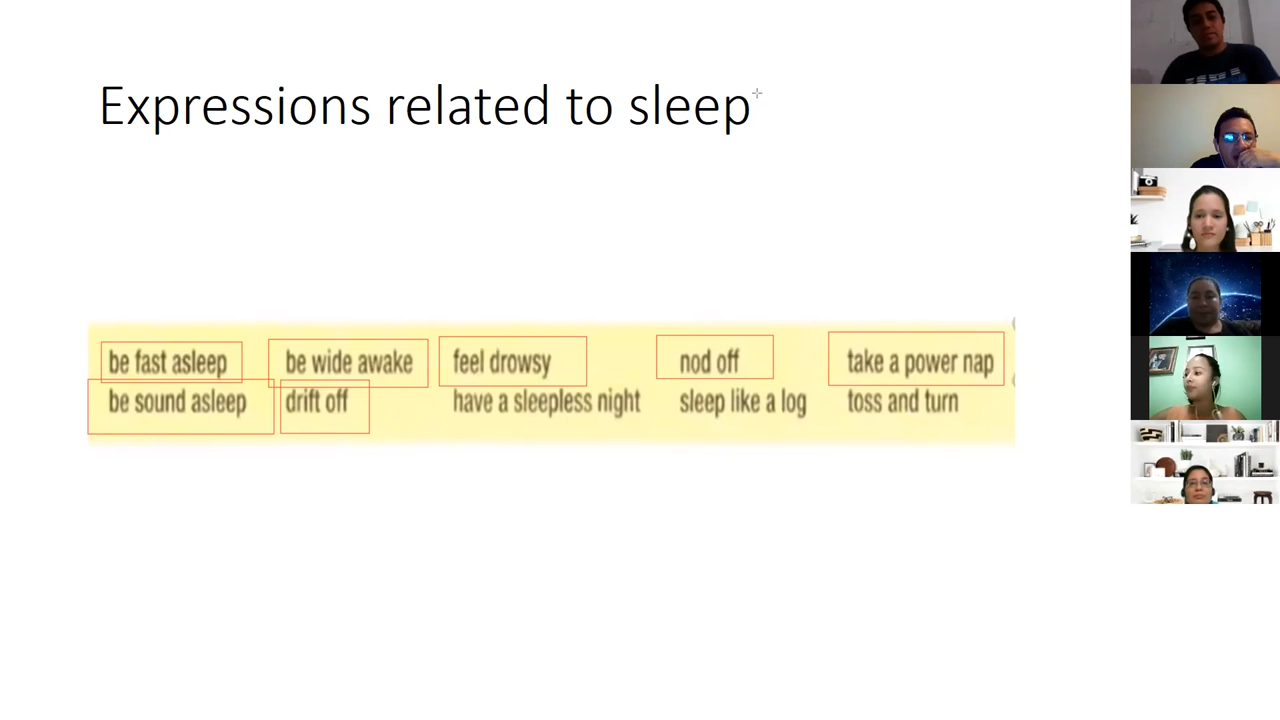 Expressions related to sleep
be fast asleep be wide awake feel drowsy nod off take a power nap
be sound asleep drift off have a sleepless night sleep like a log toss and turn